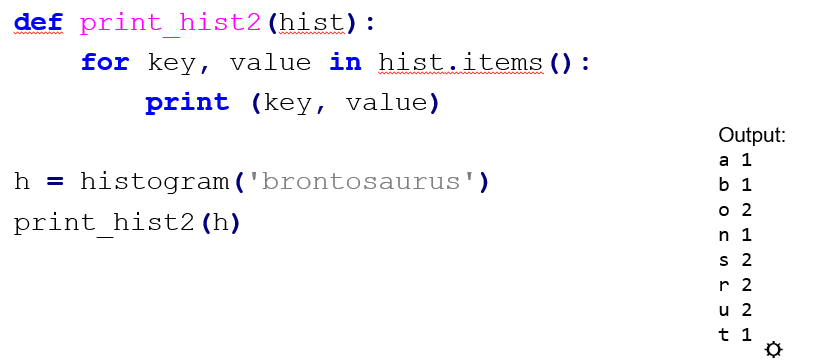 def print_hist2(hist):
    for key, value in hist.items():
        print (key, value)
h = histogram('brontosaurus')
print_hist2(h)
Output:
a 1
b 1
o 2
n 1
s 2
r 2
u 2
t 1